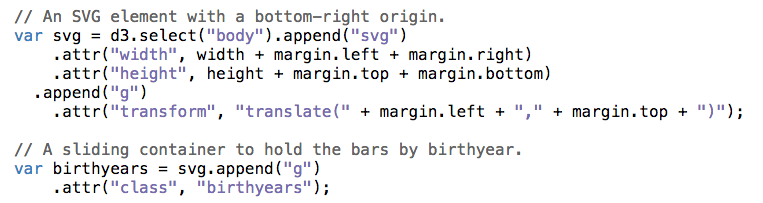 // An SVG element with a bottom-right origin.
var svg = d3.select("body").append("svg")
    .attr("width", width + margin.left + margin.right)
    .attr("height", height + margin.top + margin.bottom)
  .append("g")
    .attr("transform", "translate(" + margin.left + "," + margin.top + ")");

// A sliding container to hold the bars by birthyear.
var birthyears = svg.append("g")
    .attr("class", "birthyears");